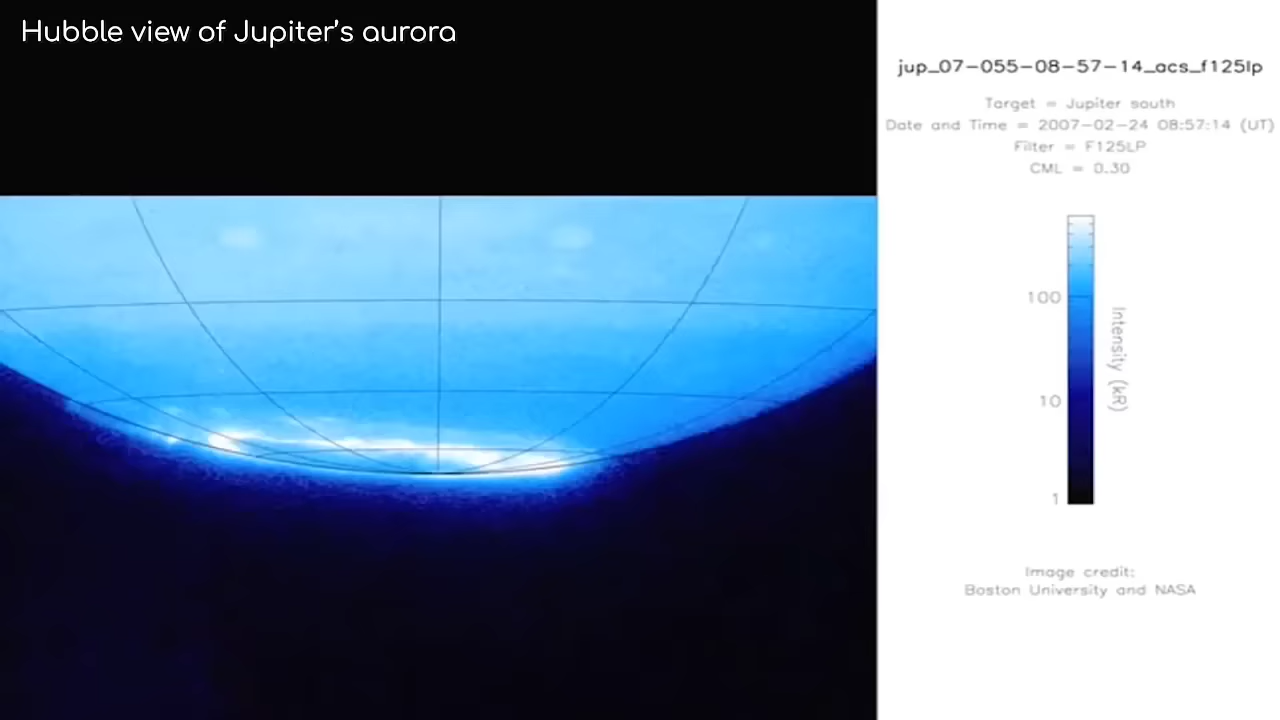 Hubble view of Jupiter’s aurora
jup_07-055-08-57-14_acs_f125lp
Target = Jupiter south
Date and Time = 2007-02-24 08:57:14 (UT)
Filter = F125LP
CML = 0.30
100
10
1
Intensity (kR)
Image credit:
Boston University and NASA